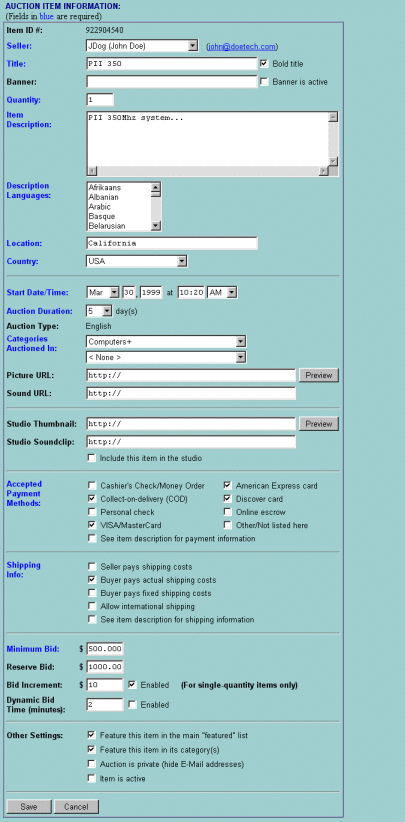 AUCTION ITEM INFORMATION:
(Fields in blue are required)
Item ID #: 922904540
Seller: JDog (John Doe) (john@doetech.com)
Title: PII 350 Bold title
Banner: Banner is active
Quantity: 1
Item Description: PII 350Mhz system...
Description Languages: Afrikaans
Albanian
Arabic
Basque
Belarusian
Location: California
Country: USA
Start Date/Time: Mar 30, 1999 at 10:20 AM
Auction Duration: 5 day(s)
Auction Type: English
Categories Auctioned In: Computers+
< None >
Picture URL: http:// Preview
Sound URL: http://
Studio Thumbnail: http:// Preview
Studio Soundclip: http://
Include this item in the studio
Accepted Payment Methods:
Cashier's Check/Money Order American Express card
Collect-on-delivery (COD) Discover card
Personal check Online escrow
VISA/MasterCard Other/Not listed here
See item description for payment information
Shipping Info:
Seller pays shipping costs
Buyer pays actual shipping costs
Buyer pays fixed shipping costs
Allow international shipping
See item description for shipping information
Minimum Bid: $ 500.000
Reserve Bid: $ 1000.00
Bid Increment: $ 10 Enabled (For single-quantity items only)
Dynamic Bid Time (minutes): 2 Enabled
Other Settings: Feature this item in the main "featured" list
Feature this item in its category(s)
Auction is private (hide E-Mail addresses)
Item is active
Save Cancel